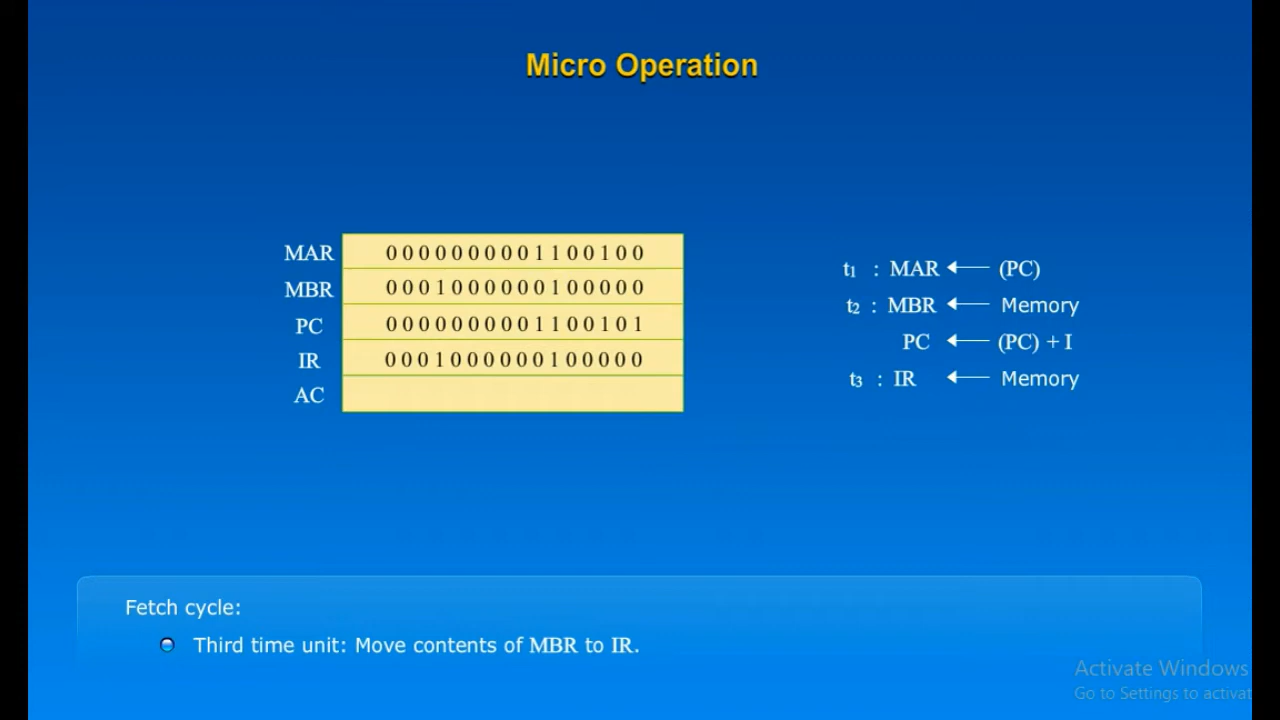 Micro Operation
MAR 0 0 0 0 0 0 0 0 0 1 1 0 0 1 0 0
MBR 0 0 0 1 0 0 0 0 0 0 1 0 0 0 0 0
PC 0 0 0 0 0 0 0 0 0 1 1 0 0 1 0 1
IR 0 0 0 1 0 0 0 0 0 0 1 0 0 0 0 0
AC
t1 : MAR ← (PC)
t2 : MBR ← Memory
PC ← (PC) + I
t3 : IR ← Memory
Fetch cycle:
Third time unit: Move contents of MBR to IR.
Activate Windows
Go to Settings to activat